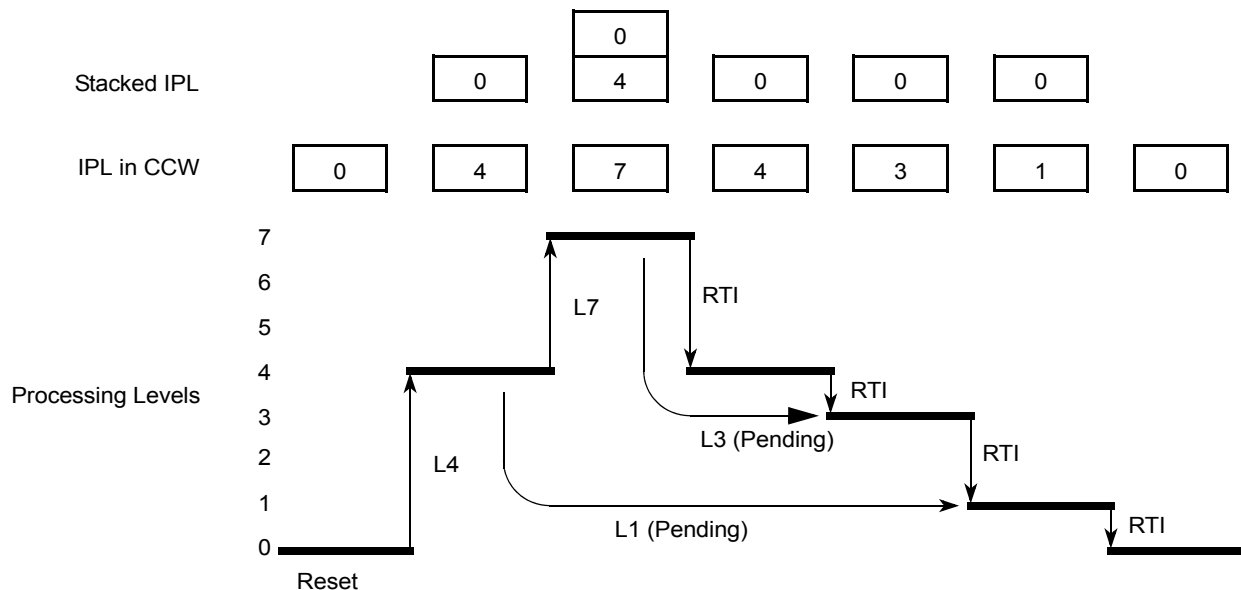 0
Stacked IPL 0 4 0 0 0
IPL in CCW 0 4 7 4 3 1 0
7
6
RTI
L7
5
4
Processing Levels
RTI
3
L3 (Pending)
2
L4
RTI
1
L1 (Pending)
RTI
0
Reset